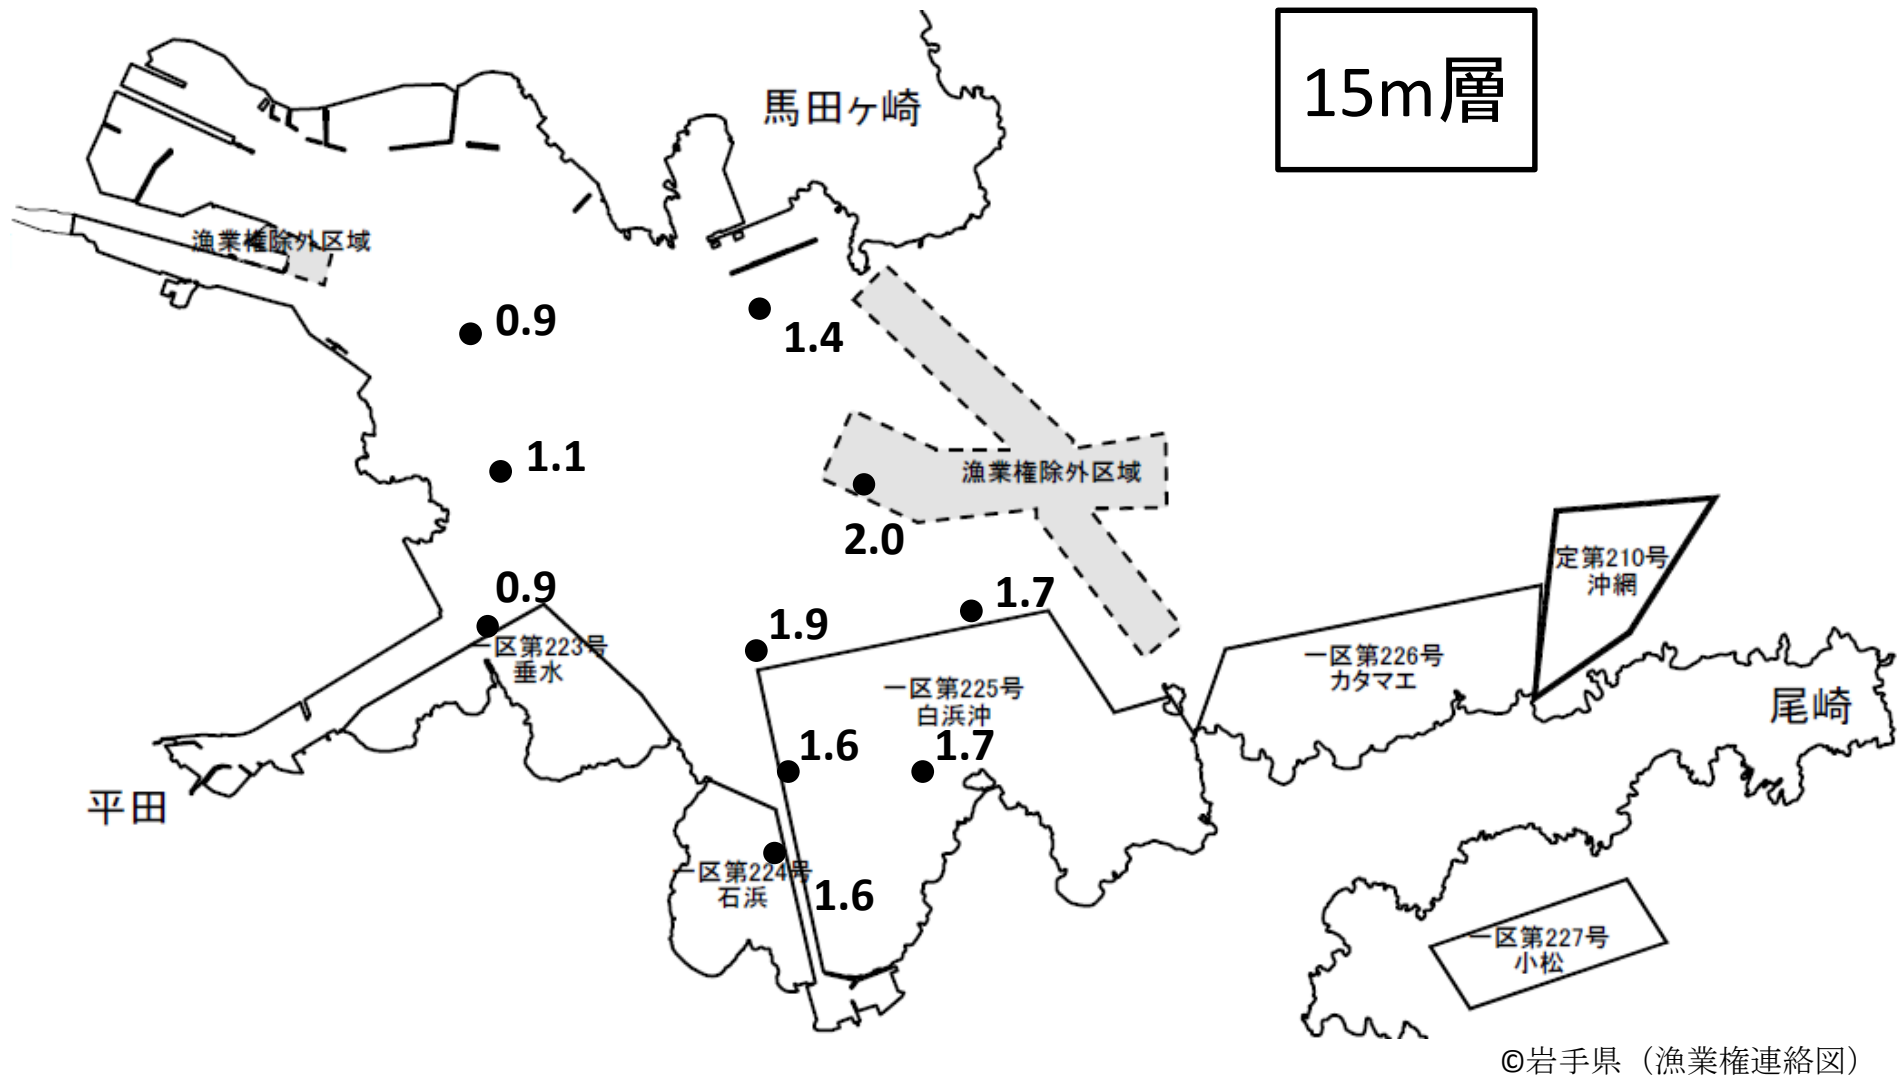 15m層
馬田ヶ崎
漁業権除外区域
0.9
1.4
1.1
漁業権除外区域
2.0
定第210号
沖網
0.9
1.7
1.9
一区第223号
垂水
一区第226号
カタマエ
一区第225号
白浜沖
尾崎
1.6
1.7
平田
一区第224号
石浜
1.6
一区第227号
小松
©岩手県（漁業権連絡図）